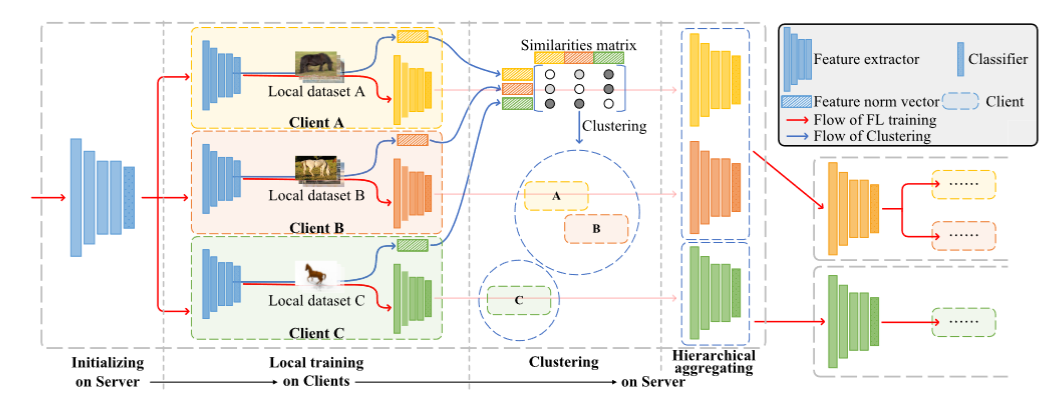 Similarities matrix
Local dataset A
Client A
Clustering
Local dataset B
Client B
A
B
Local dataset C
Client C
C
Feature extractor
Classifier
Feature norm vector
Client
Flow of FL training
Flow of Clustering
······
······
······
Initializing
on Server
Local training
on Clients
Clustering
on Server
Hierarchical
aggregating